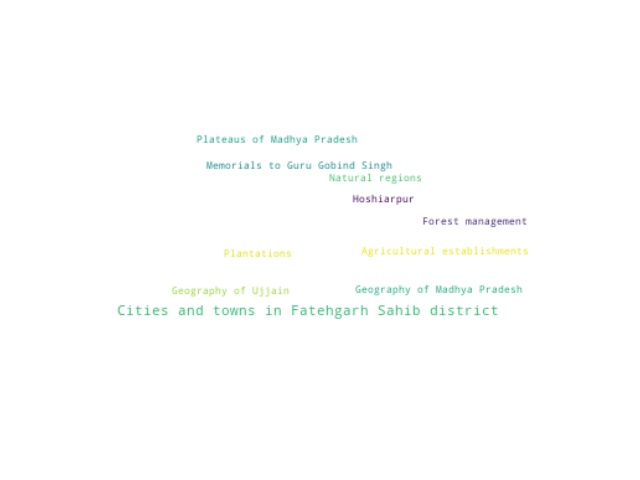 Plateaus of Madhya Pradesh
Memorials to Guru Gobind Singh
Natural regions
Hoshiarpur
Forest management
Plantations
Agricultural establishments
Geography of Ujjain
Geography of Madhya Pradesh
Cities and towns in Fatehgarh Sahib district